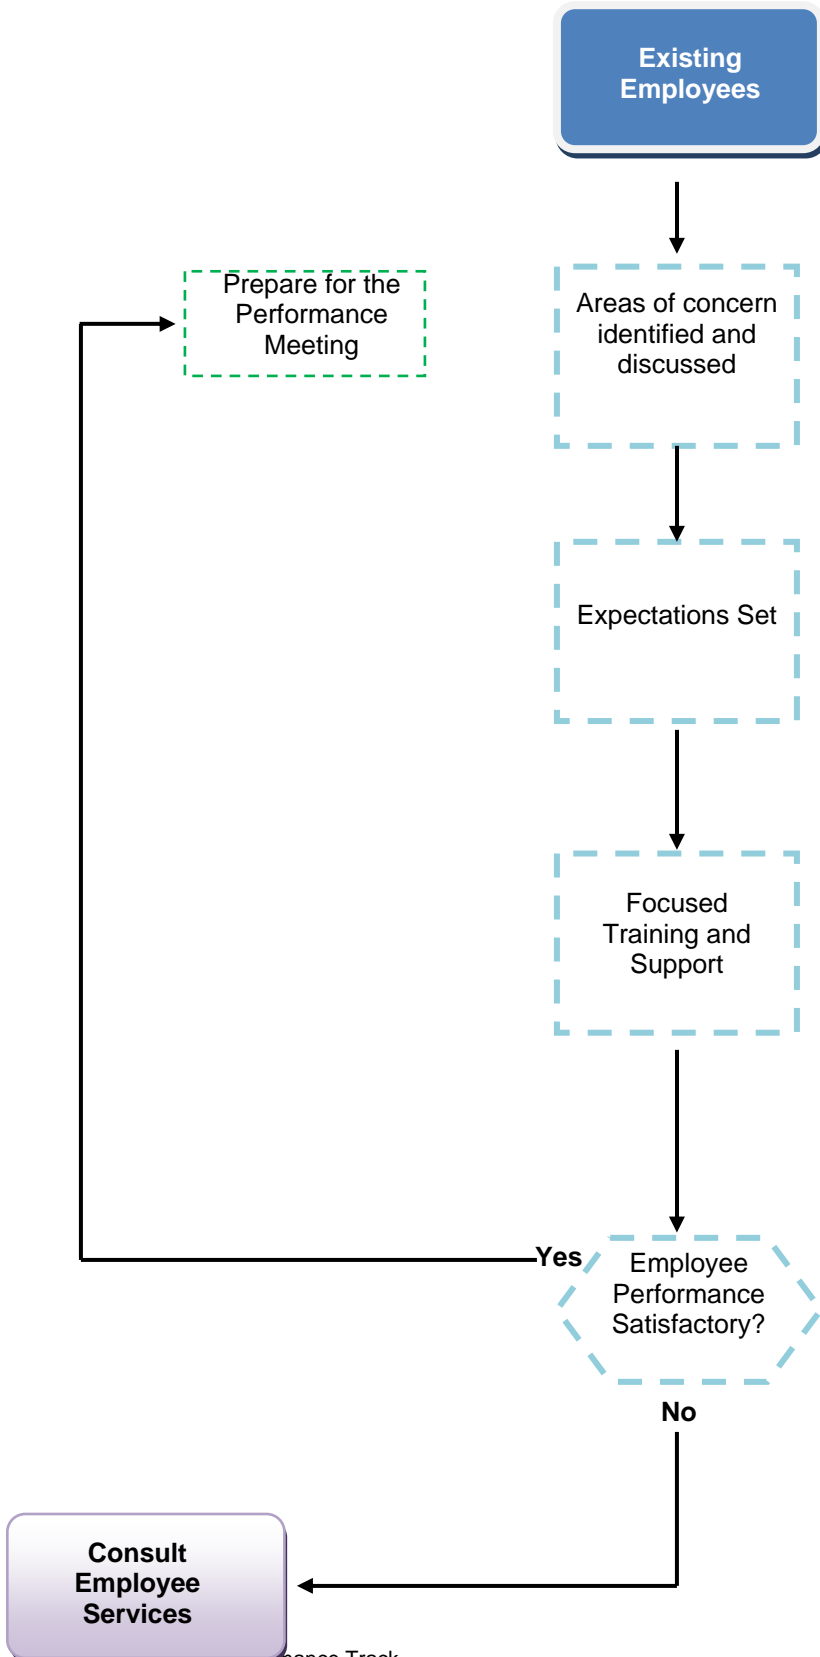 Existing
Employees
Prepare for the
Performance
Meeting
Areas of concern
identified and
discussed
Expectations Set
Focused
Training and
Support
Yes
Employee
Performance
Satisfactory?
No
Consult
Employee
Services
Track